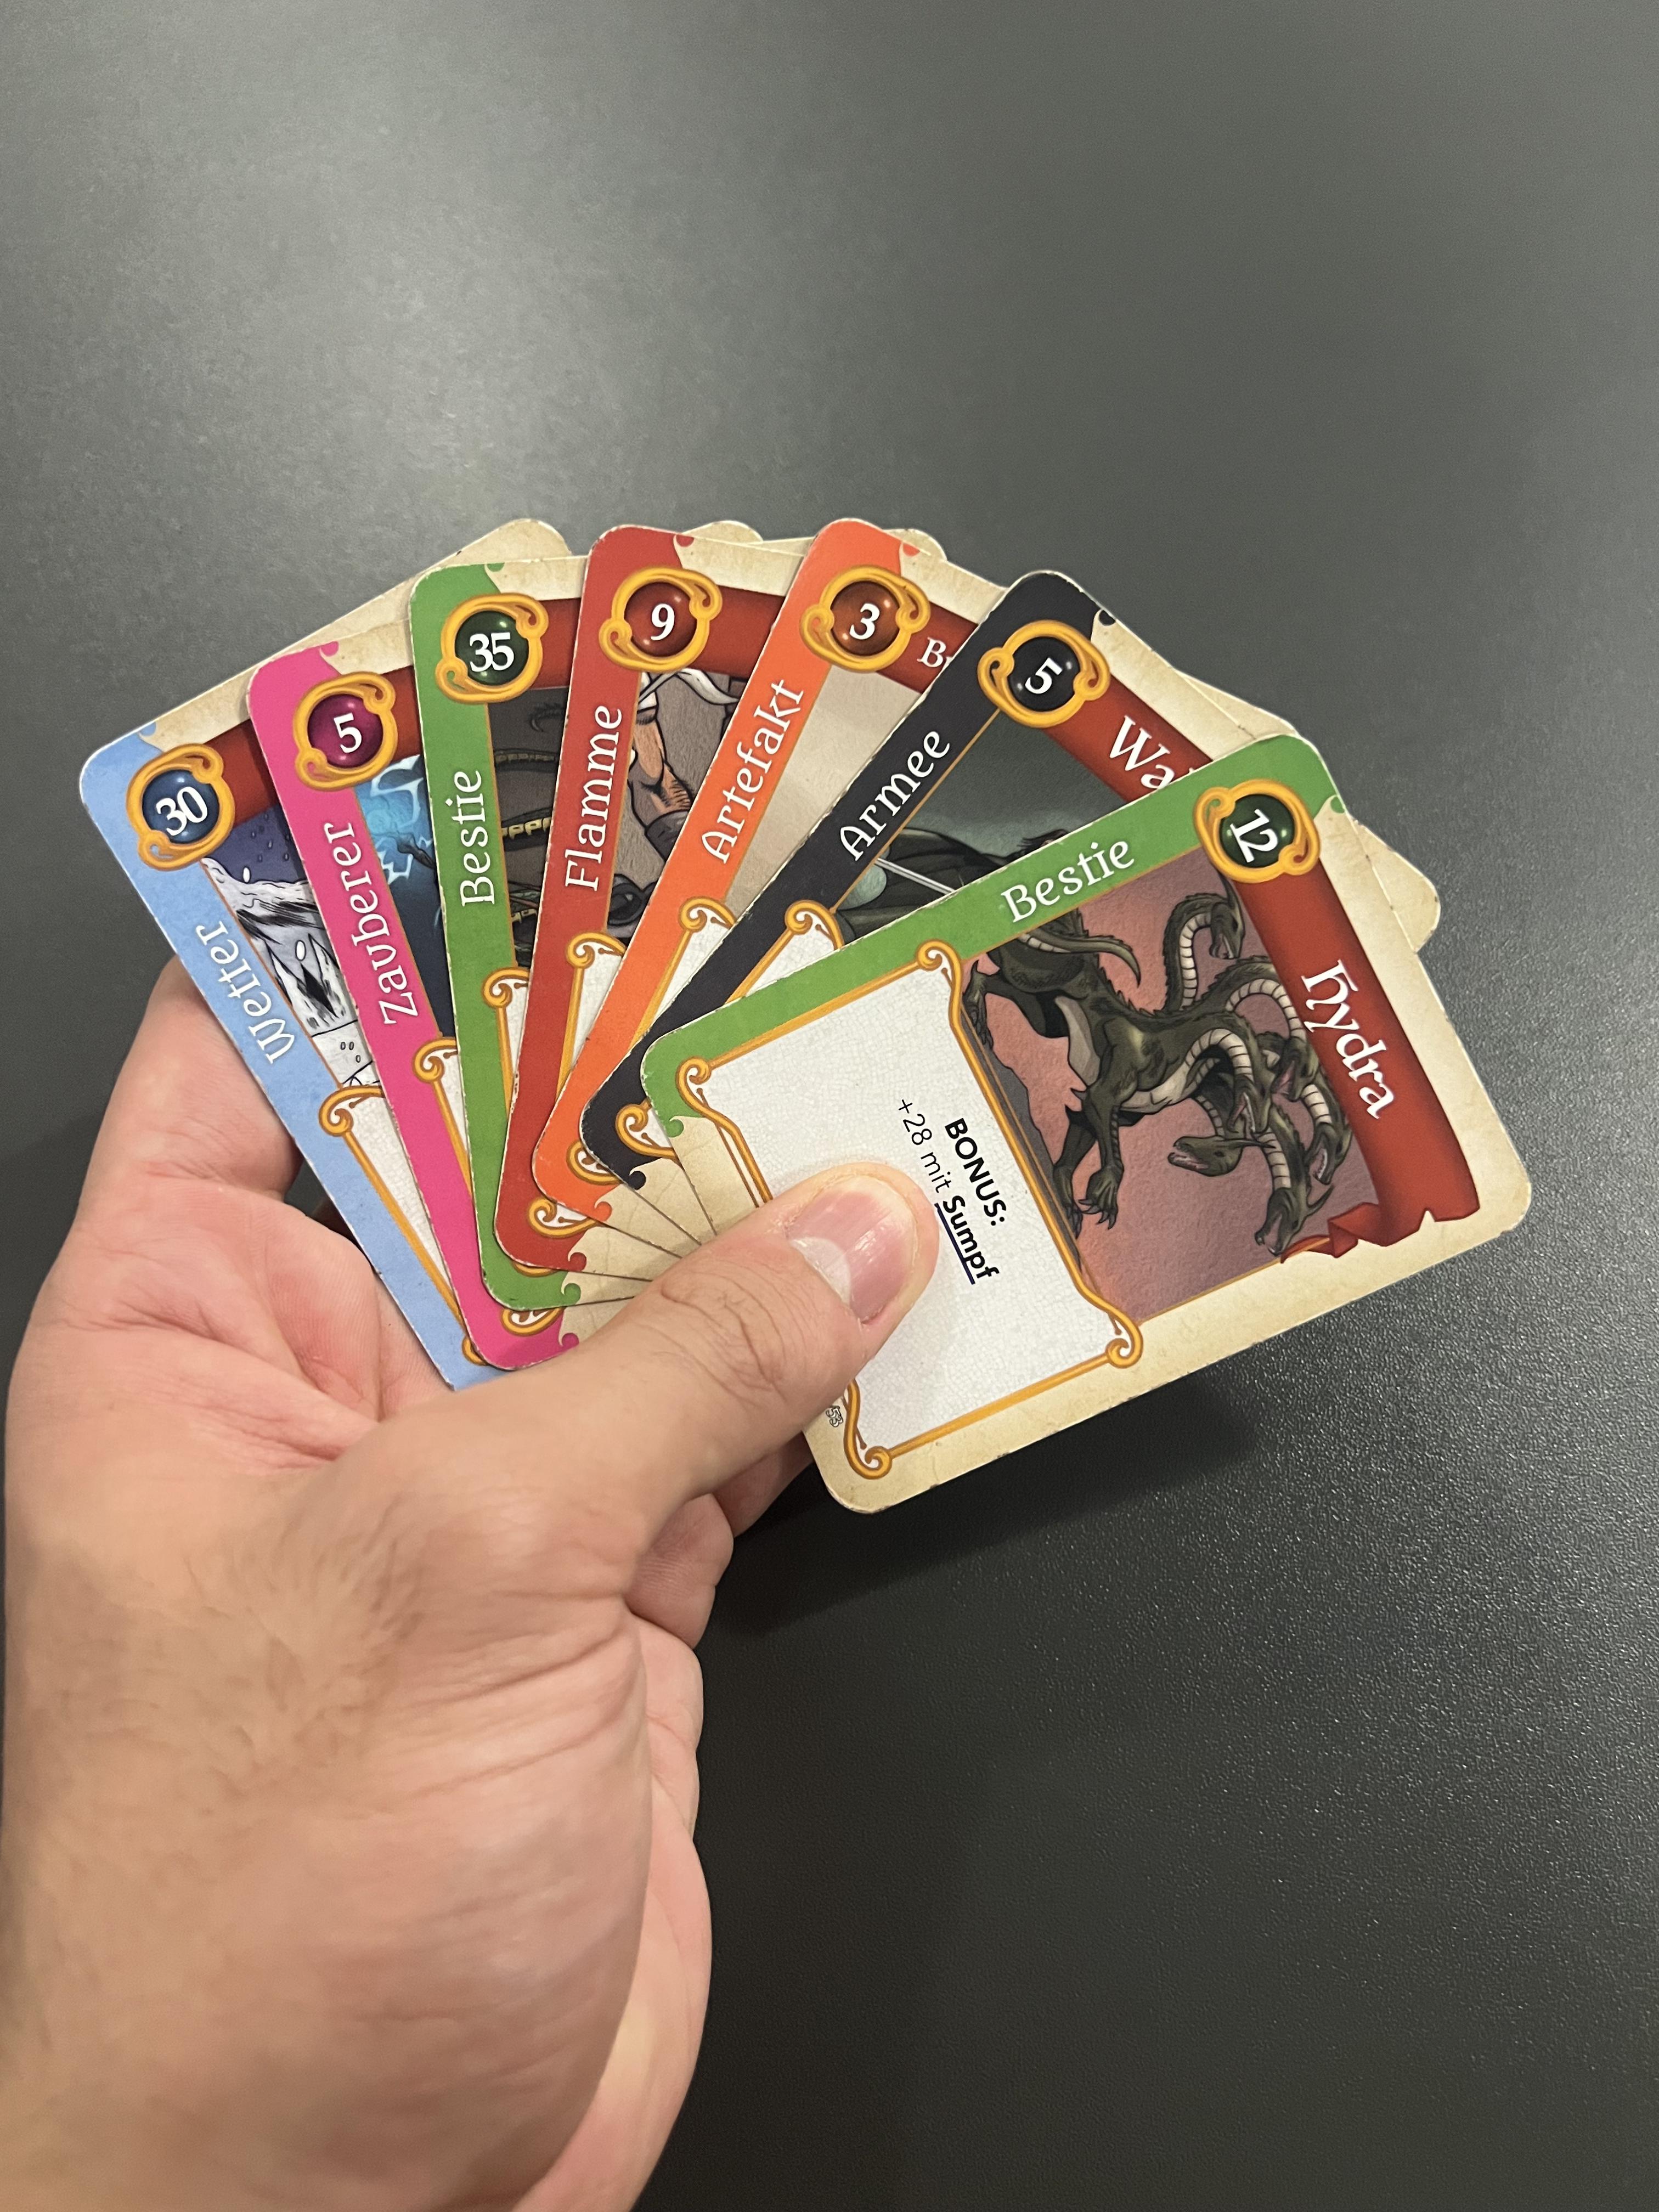 30
Wetter
5
Zauberer
35
Bestie
9
Flamme
3
Artefakt
5
Armee
12
Bestie
Hydra
BONUS:
+28 mit Sumpf